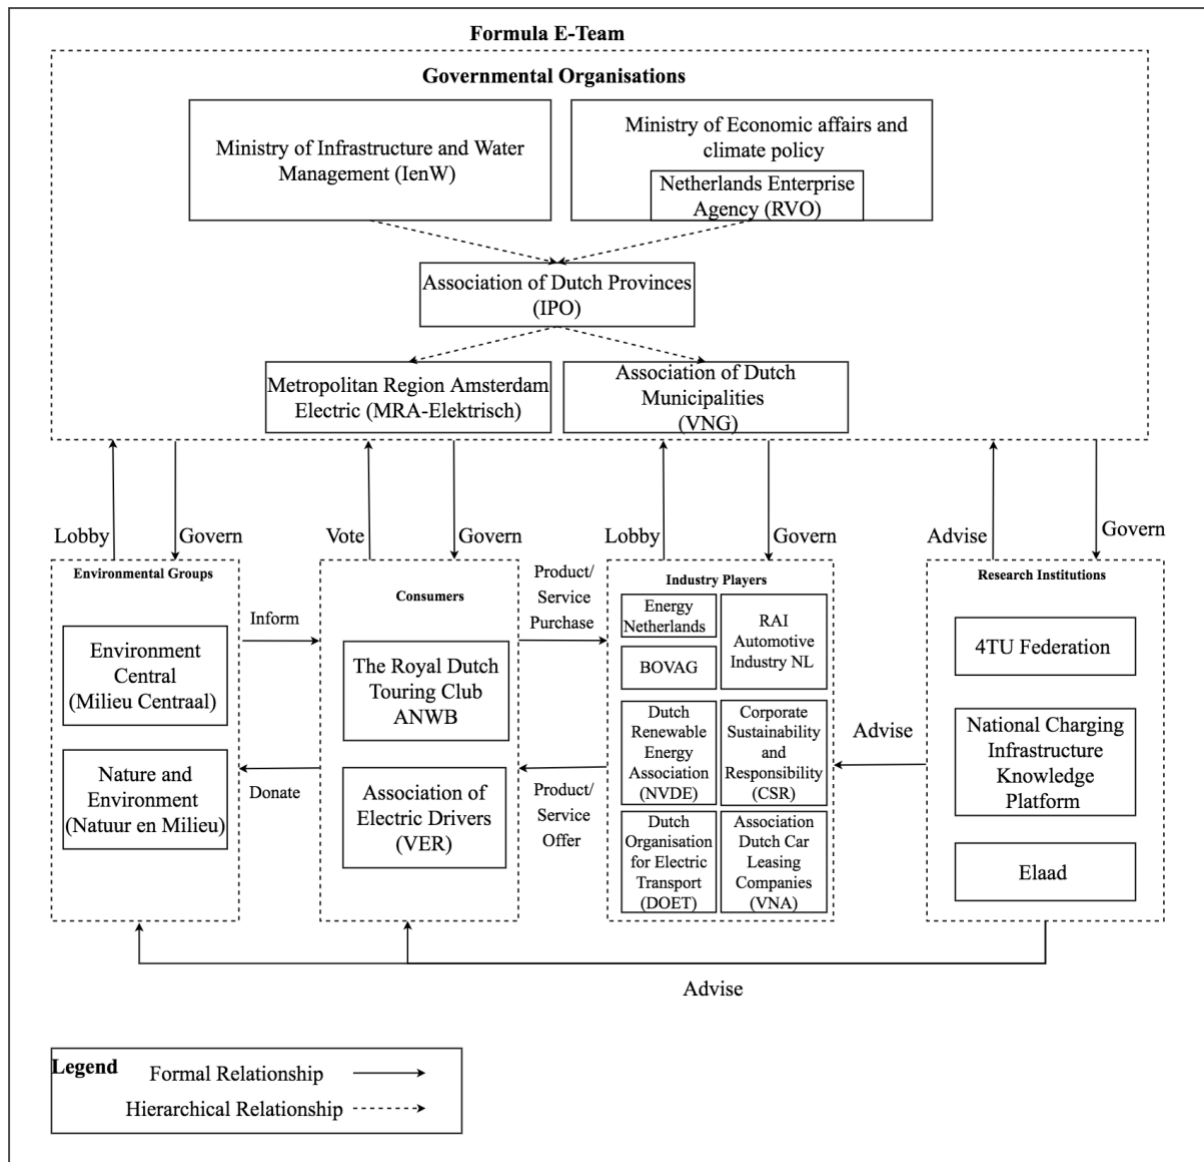 Formula E-Team
Governmental Organisations
Ministry of Infrastructure and Water
Management (IenW)
Ministry of Economic affairs and
climate policy
Netherlands Enterprise
Agency (RVO)
Association of Dutch Provinces
(IPO)
Metropolitan Region Amsterdam
Electric (MRA-Elektrisch)
Association of Dutch
Municipalities
(VNG)
Lobby
Govern
Vote
Govern
Lobby
Govern
Advise
Govern
Environmental Groups
Environment
Central
(Milieu Centraal)
Nature and
Environment
(Natuur en Milieu)
Inform
Donate
Consumers
The Royal Dutch
Touring Club
ANWB
Association of
Electric Drivers
(VER)
Product/
Service
Purchase
Product/
Service
Offer
Industry Players
Energy
Netherlands
RAI
Automotive
Industry NL
BOVAG
Dutch
Renewable
Energy
Association
(NVDE)
Corporate
Sustainability
and
Responsibility
(CSR)
Dutch
Organisation
for Electric
Transport
(DOET)
Association
Dutch Car
Leasing
Companies
(VNA)
Advise
Research Institutions
4TU Federation
National Charging
Infrastructure
Knowledge
Platform
Elaad
Advise
Legend
Formal Relationship
Hierarchical Relationship